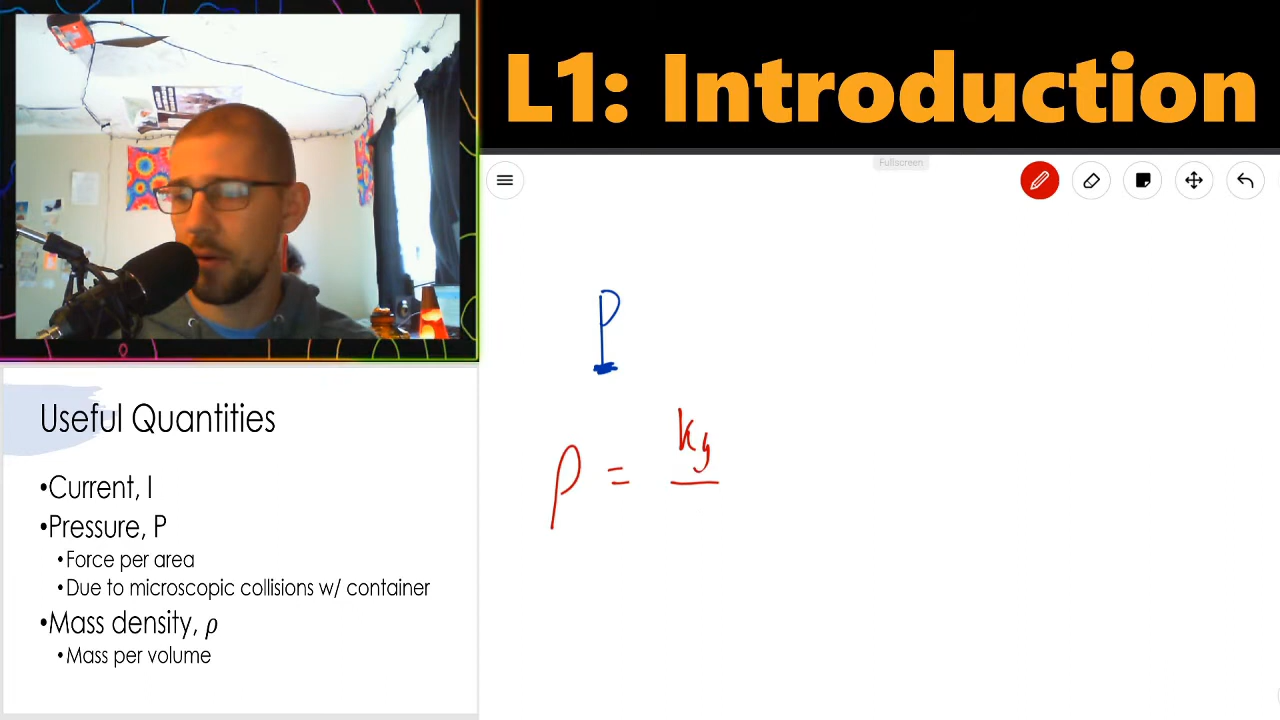 L1: Introduction
Fullscreen
P
ρ = kg
Useful Quantities
•Current, I
•Pressure, P
•Force per area
•Due to microscopic collisions w/ container
•Mass density, ρ
•Mass per volume